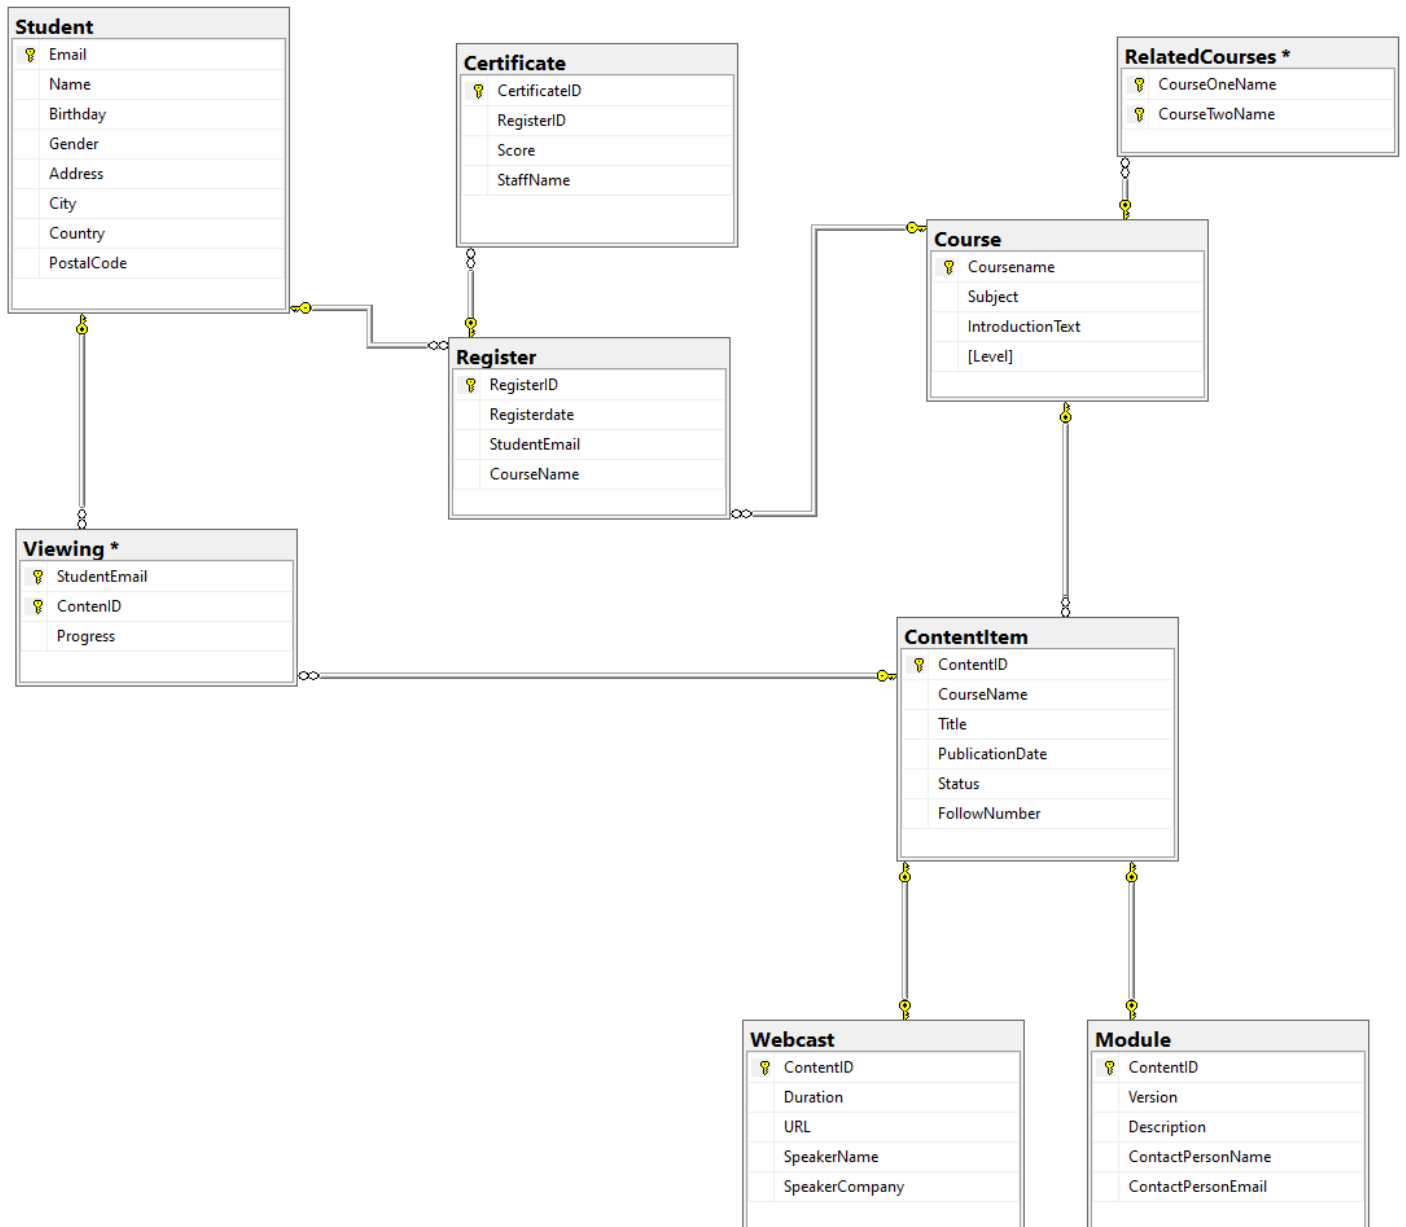 Student
Email
Name
Birthday
Gender
Address
City
Country
PostalCode
Certificate
CertificateID
RegisterID
Score
StaffName
RelatedCourses *
CourseOneName
CourseTwoName
Course
Coursename
Subject
IntroductionText
[Level]
Register
RegisterID
Registerdate
StudentEmail
CourseName
Viewing *
StudentEmail
ContenID
Progress
ContentItem
ContentID
CourseName
Title
PublicationDate
Status
FollowNumber
Webcast
ContentID
Duration
URL
SpeakerName
SpeakerCompany
Module
ContentID
Version
Description
ContactPersonName
ContactPersonEmail